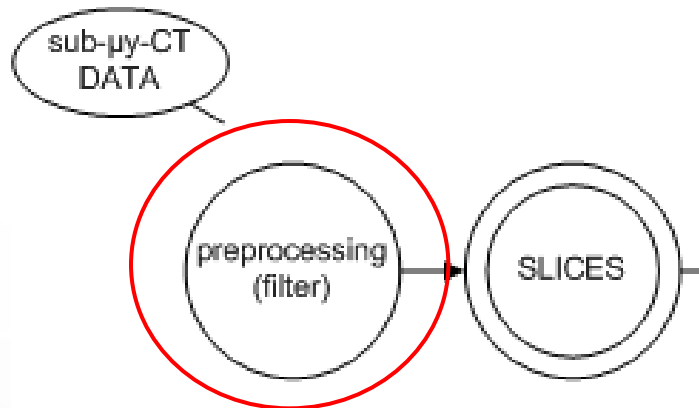 sub-µy-CT
DATA
preprocessing
(filter)
SLICES